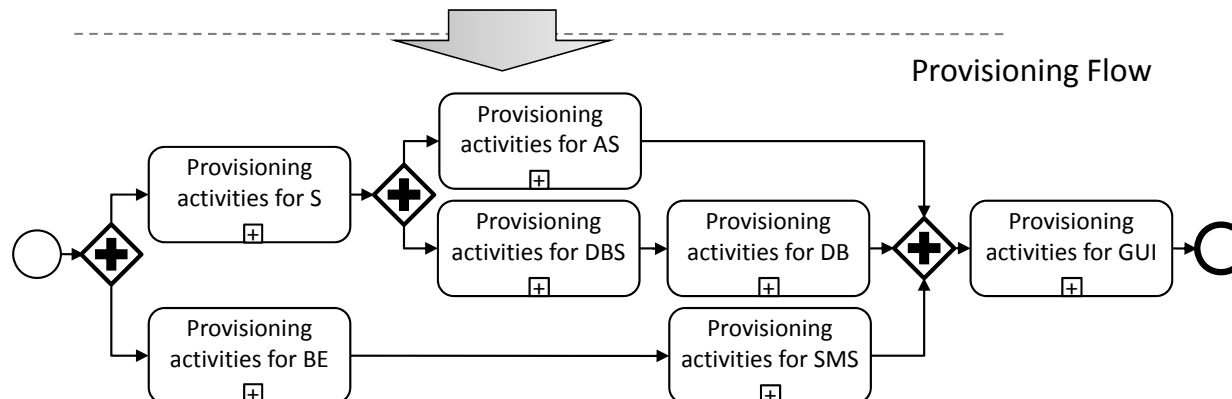 Provisioning Flow
Provisioning
activities for AS
Provisioning
activities for S
Provisioning
activities for DBS
Provisioning
activities for DB
Provisioning
activities for GUI
Provisioning
activities for BE
Provisioning
activities for SMS